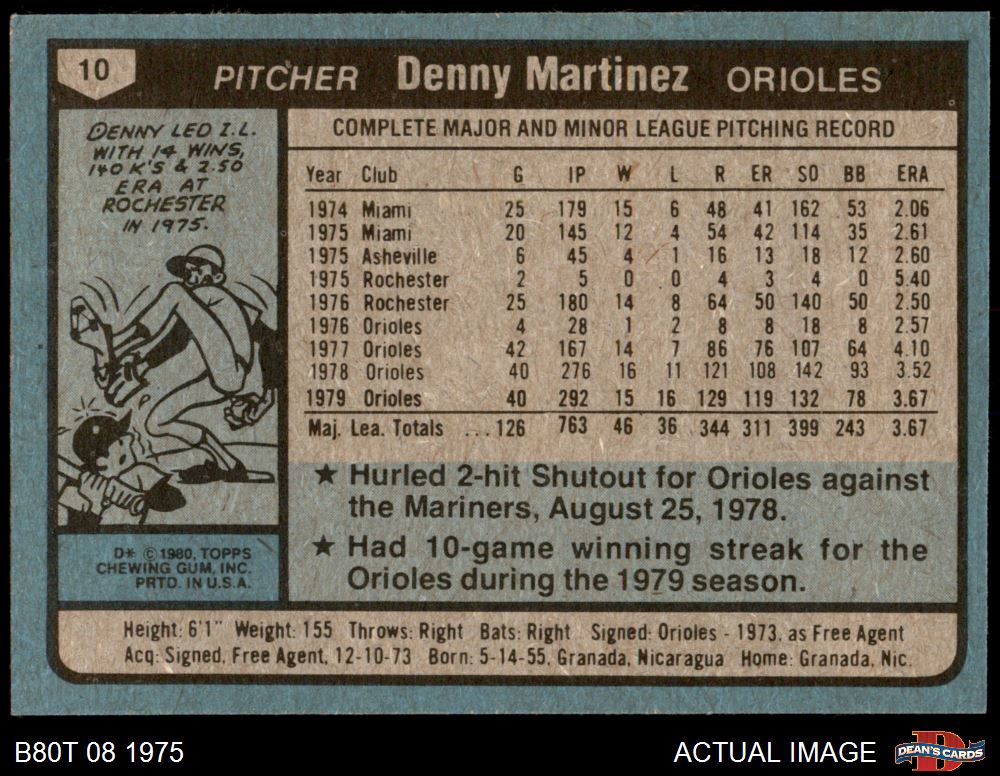 10
PITCHER Denny Martinez ORIOLES
DENNY LED I.L.
WITH 14 WINS,
140 K'S & 2.50
ERA AT
ROCHESTER
IN 1975.
COMPLETE MAJOR AND MINOR LEAGUE PITCHING RECORD
Year Club G IP W L R ER SO BB ERA
1974 Miami 25 179 15 6 48 41 162 53 2.06
1975 Miami 20 145 12 4 54 42 114 35 2.61
1975 Asheville 6 45 4 1 16 13 18 12 2.60
1975 Rochester 2 5 0 0 4 3 4 0 5.40
1976 Rochester 25 180 14 8 64 50 140 50 2.50
1976 Orioles 4 28 1 2 8 8 18 8 2.57
1977 Orioles 42 167 14 7 86 76 107 64 4.10
1978 Orioles 40 276 16 11 121 108 142 93 3.52
1979 Orioles 40 292 15 16 129 119 132 78 3.67
Maj. Lea. Totals ...126 763 46 36 344 311 399 243 3.67
★ Hurled 2-hit Shutout for Orioles against
the Mariners, August 25, 1978.
★ Had 10-game winning streak for the
Orioles during the 1979 season.
D* © 1980, TOPPS
CHEWING GUM, INC.
PRTD. IN U.S.A.
Height: 6'1" Weight: 155 Throws: Right Bats: Right Signed: Orioles - 1973, as Free Agent
Acq: Signed, Free Agent, 12-10-73 Born: 5-14-55, Granada, Nicaragua Home: Granada, Nic.
B80T 08 1975
ACTUAL IMAGE
DEAN'S CARDS